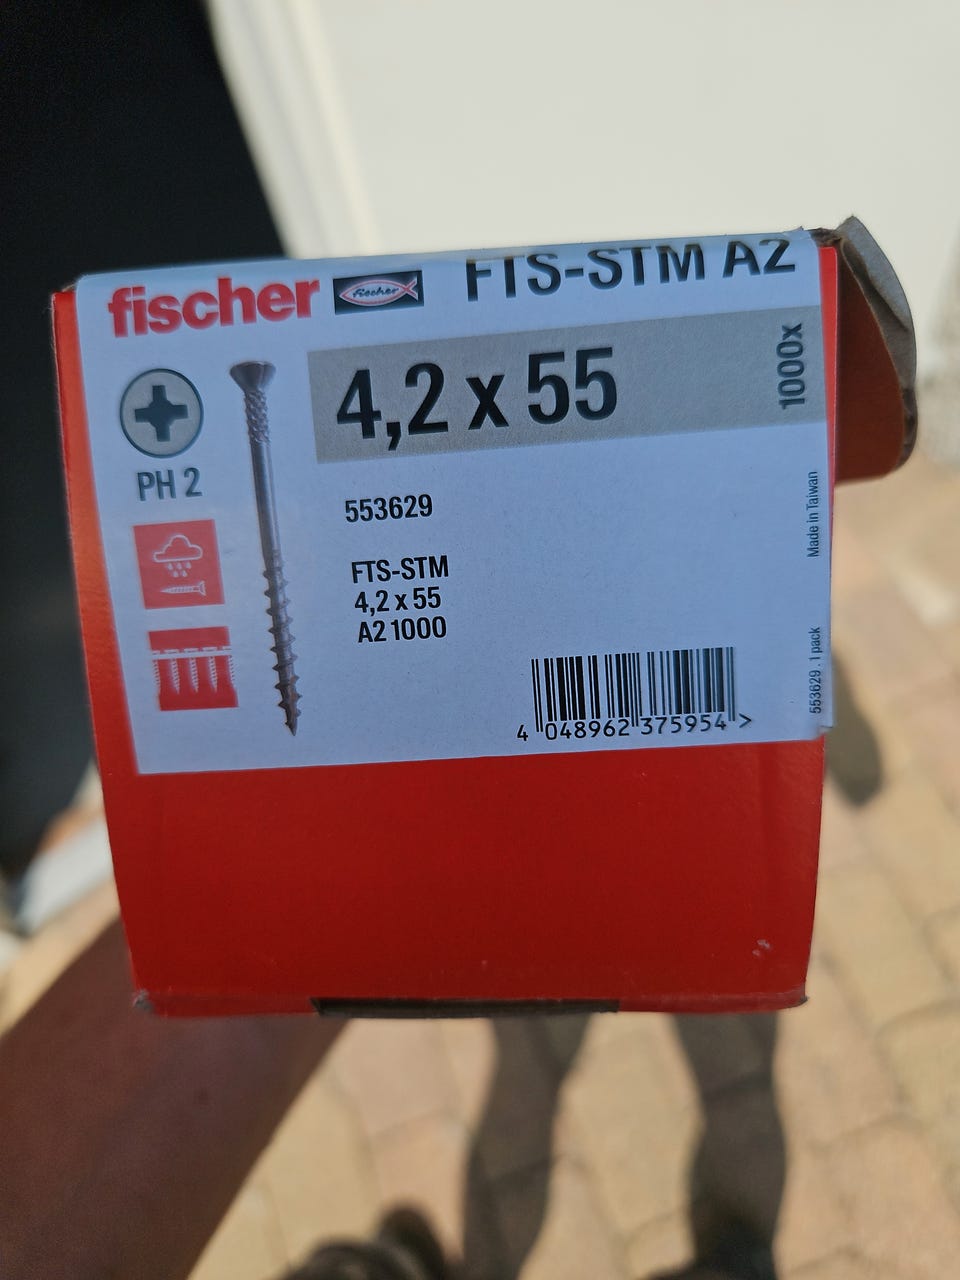 fischer fischer FTS-STM A2
4,2 x 55
1000x
PH 2
553629
FTS-STM
4,2 x 55
A2 1000
Made in Taiwan
553629 . 1 pack
4 048962 375954 >